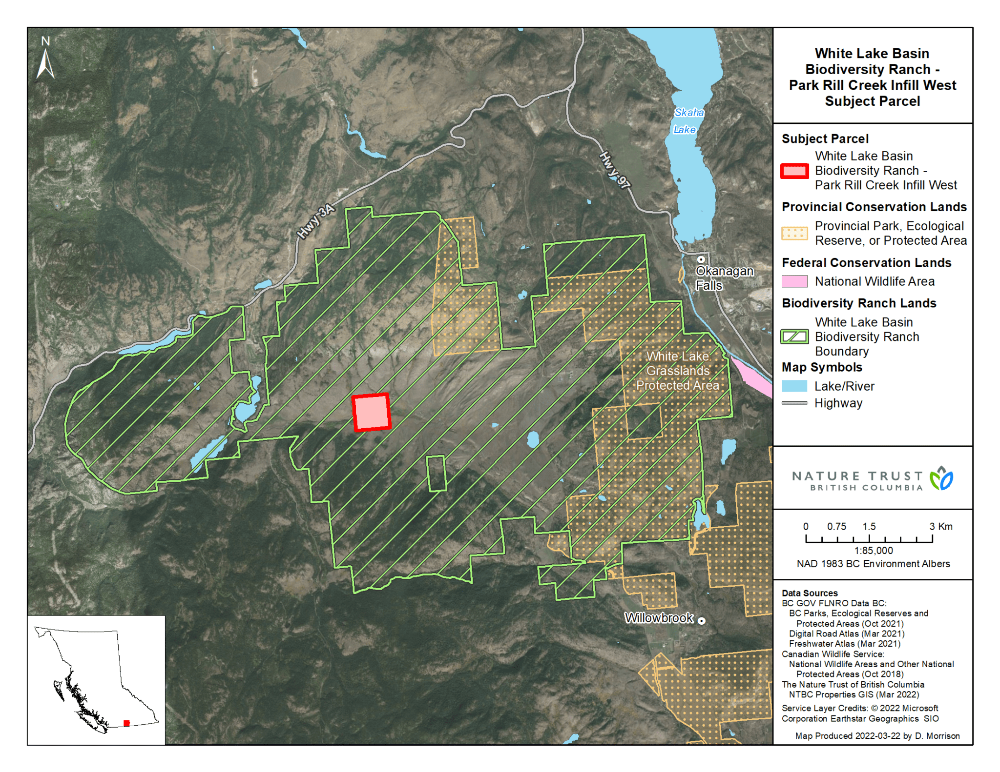 N
Skaha
Lake
Hwy 97
Hwy 3A
Okanagan
Falls
White Lake
Grasslands
Protected Area
Willowbrook
White Lake Basin
Biodiversity Ranch -
Park Rill Creek Infill West
Subject Parcel
Subject Parcel
White Lake Basin
Biodiversity Ranch -
Park Rill Creek Infill West
Provincial Conservation Lands
Provincial Park, Ecological
Reserve, or Protected Area
Federal Conservation Lands
National Wildlife Area
Biodiversity Ranch Lands
White Lake Basin
Biodiversity Ranch
Boundary
Map Symbols
Lake/River
Highway
NATURE TRUST
BRITISH COLUMBIA
0 0.75 1.5 3 Km
1:85,000
NAD 1983 BC Environment Albers
Data Sources
BC GOV FLNRO Data BC:
BC Parks, Ecological Reserves and
Protected Areas (Oct 2021)
Digital Road Atlas (Mar 2021)
Freshwater Atlas (Mar 2021)
Canadian Wildlife Service:
National Wildlife Areas and Other National
Protected Areas (Oct 2018)
The Nature Trust of British Columbia
NTBC Properties GIS (Mar 2022)
Service Layer Credits: © 2022 Microsoft
Corporation Earthstar Geographics SIO
Map Produced 2022-03-22 by D. Morrison